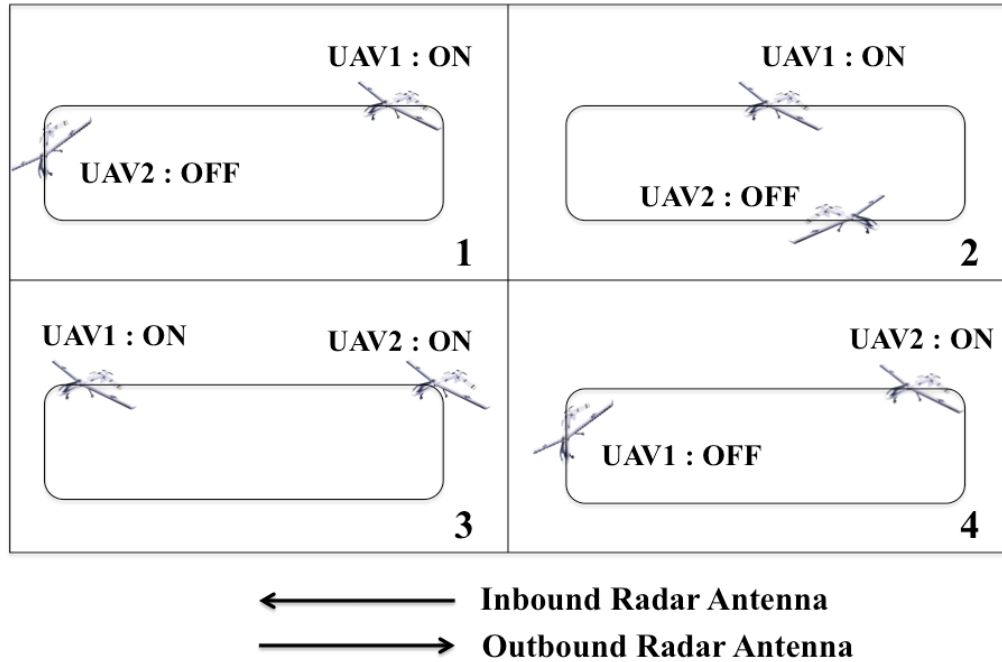 UAV1 : ON
UAV2 : OFF
1
UAV1 : ON
UAV2 : OFF
2
UAV1 : ON
UAV2 : ON
3
UAV2 : ON
UAV1 : OFF
4
Inbound Radar Antenna
Outbound Radar Antenna